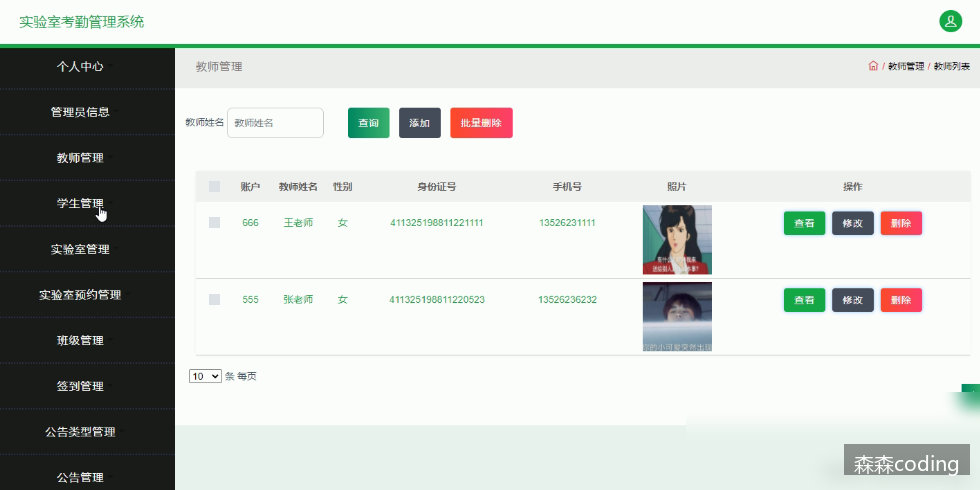 实验室考勤管理系统
个人中心
管理员信息
教师管理
学生管理
实验室管理
实验室预约管理
班级管理
签到管理
公告类型管理
公告管理
教师管理
/ 教师管理 / 教师列表
教师姓名 教师姓名 查询 添加 批量删除
账户 教师姓名 性别 身份证号 手机号 照片 操作
666 王老师 女 411325198811221111 13526231111 查看 修改 删除
555 张老师 女 411325198811220523 13526236232 查看 修改 删除
10 条 每页
森森coding